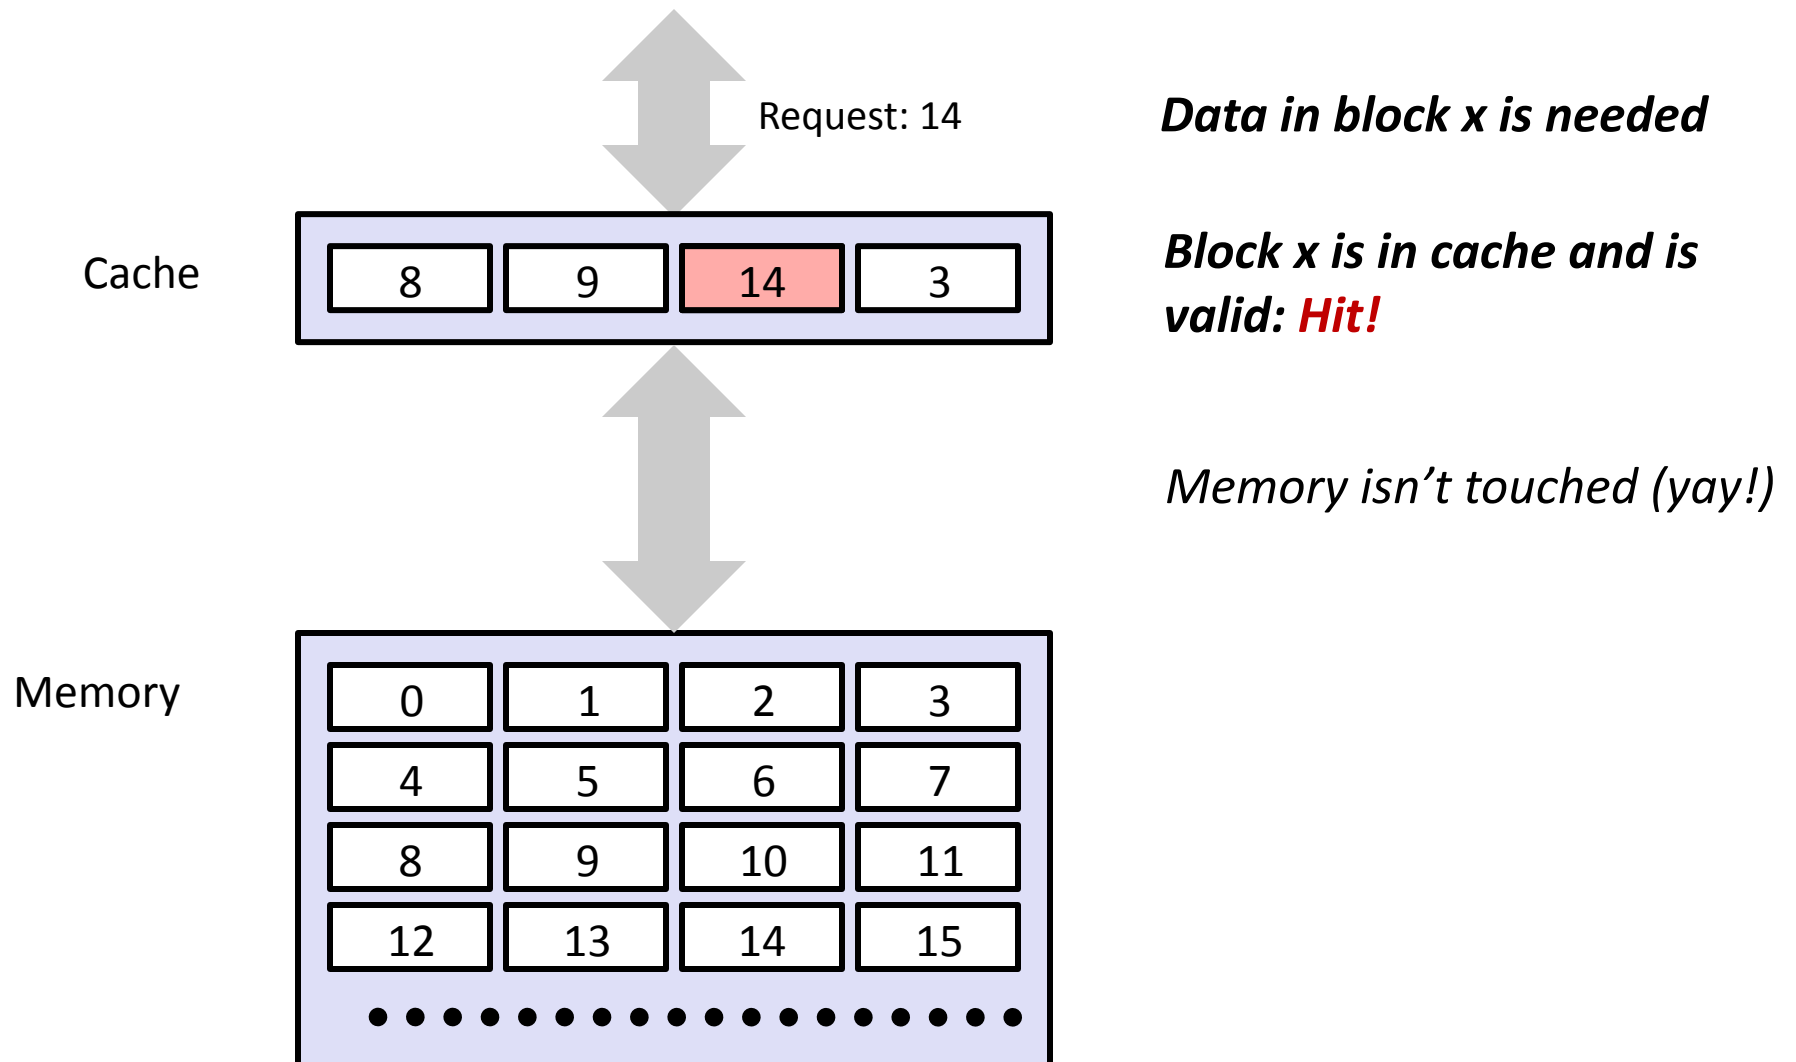 Request: 14
Data in block x is needed
Cache
8 9 14 3
Block x is in cache and is
valid: Hit!
Memory isn’t touched (yay!)
Memory
0 1 2 3
4 5 6 7
8 9 10 11
12 13 14 15